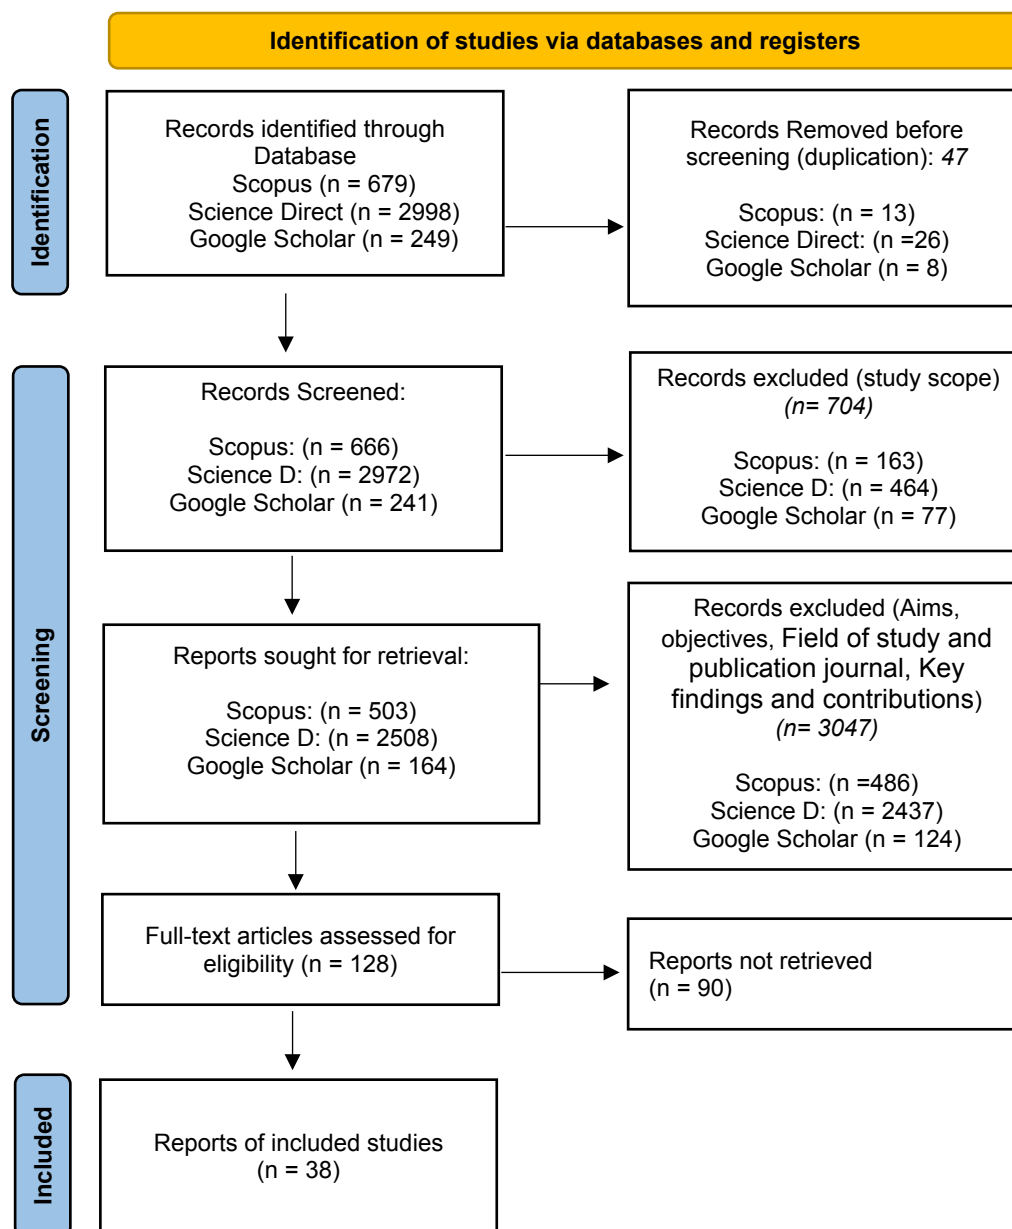 Identification of studies via databases and registers
Identification
Records identified through
Database
Scopus (n = 679)
Science Direct (n = 2998)
Google Scholar (n = 249)
Records Removed before
screening (duplication): 47
Scopus: (n = 13)
Science Direct: (n =26)
Google Scholar (n = 8)
Screening
Records Screened:
Scopus: (n = 666)
Science D: (n = 2972)
Google Scholar (n = 241)
Records excluded (study scope)
(n= 704)
Scopus: (n = 163)
Science D: (n = 464)
Google Scholar (n = 77)
Reports sought for retrieval:
Scopus: (n = 503)
Science D: (n = 2508)
Google Scholar (n = 164)
Records excluded (Aims,
objectives, Field of study and
publication journal, Key
findings and contributions)
(n= 3047)
Scopus: (n =486)
Science D: (n = 2437)
Google Scholar (n = 124)
Full-text articles assessed for
eligibility (n = 128)
Reports not retrieved
(n = 90)
Included
Reports of included studies
(n = 38)